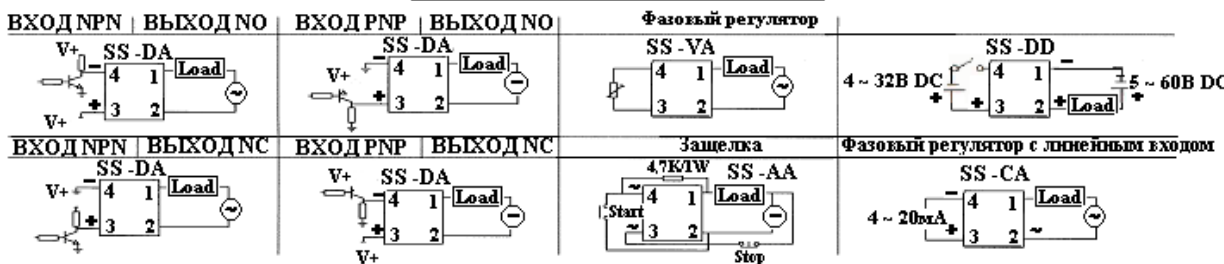 ВХОД NPN | ВЫХОД NO
V+
SS -DA
− 4 1 Load
+ 3 2 ~
V+
ВХОД PNP | ВЫХОД NO
SS -DA
V+
− 4 1 Load
+ 3 2 −
Фазовый регулятор
SS -VA
4 1 Load
3 2 ~
SS -DD
4 1 −
4 ~ 32В DC
5 ~ 60В DC
+ + 3 2 + Load +
ВХОД NPN | ВЫХОД NC
SS -DA
V+ − 4 1 Load
+ 3 2 ~
ВХОД PNP | ВЫХОД NC
SS -DA
V+
− 4 1 Load
+ 3 2 −
V+
Защелка
4,7K/1W SS -AA
~ 4 1 Load
Start
~ 3 2 −
Stop
Фазовый регулятор с линейным входом
SS -CA
− 4 1 Load
4 ~ 20мА
+ 3 2 ~ ~